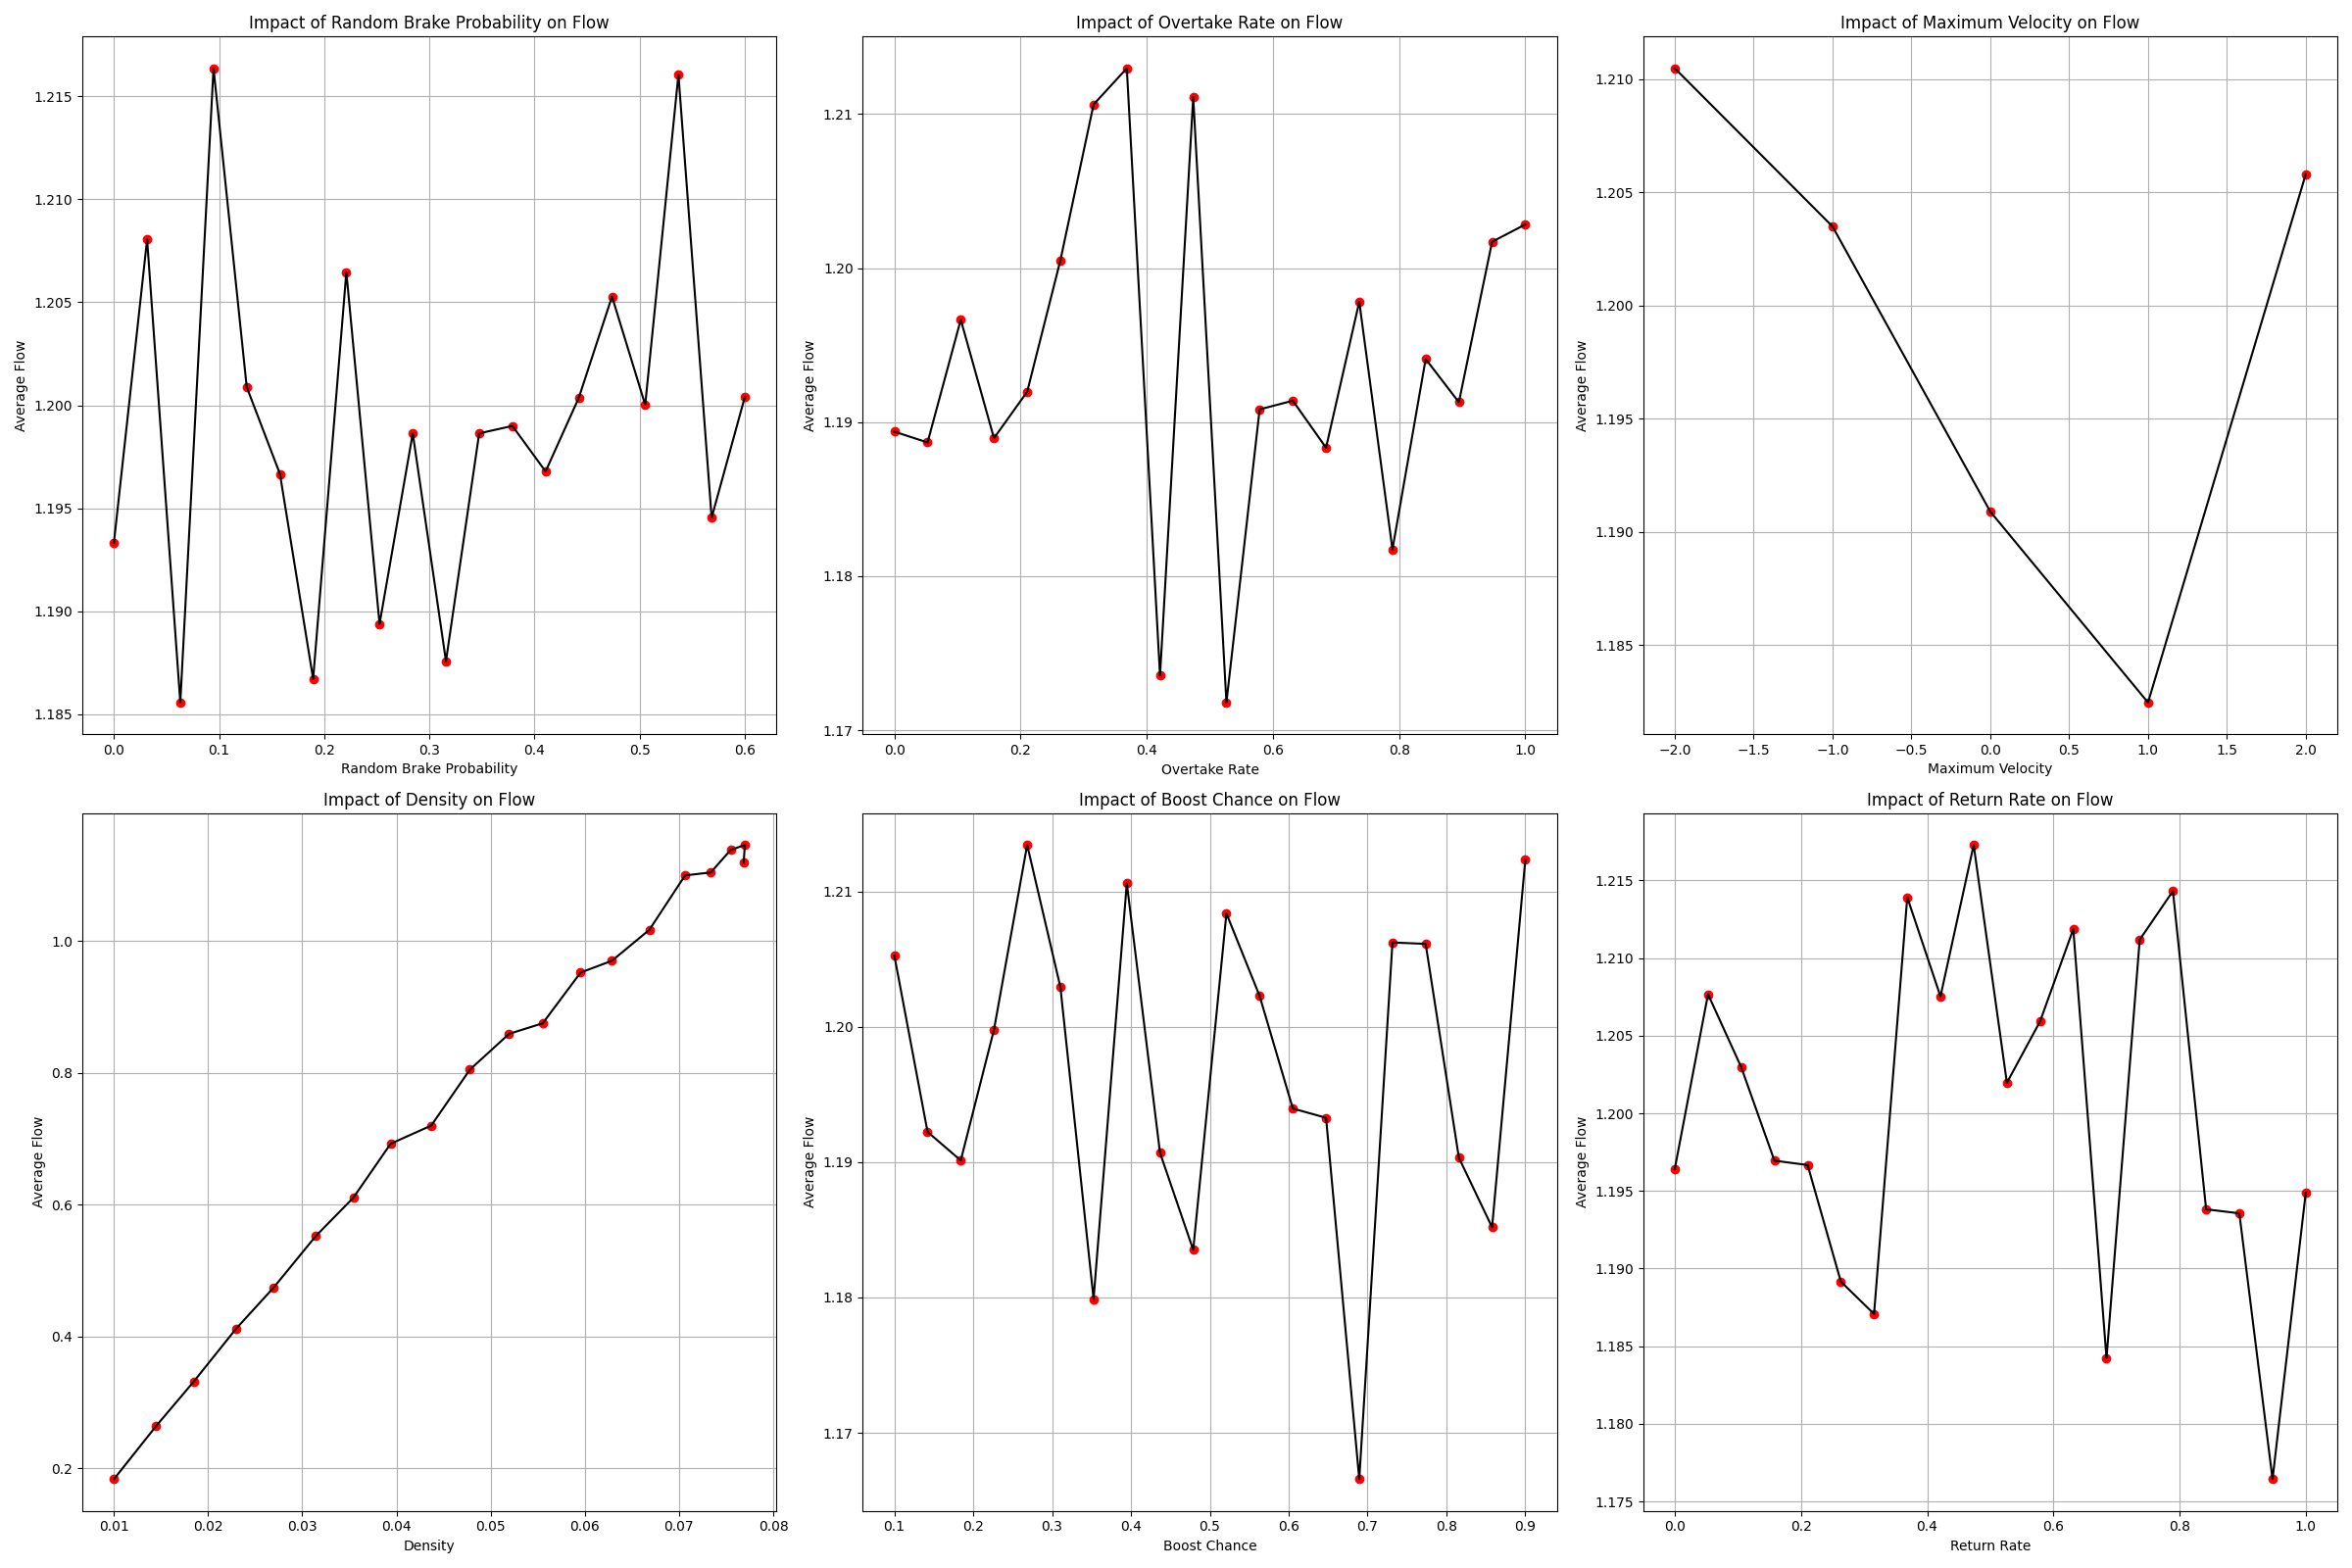 Impact of Random Brake Probability on Flow
Average Flow
1.215
1.210
1.205
1.200
1.195
1.190
1.185
0.0 0.1 0.2 0.3 0.4 0.5 0.6
Random Brake Probability
Impact of Overtake Rate on Flow
Average Flow
1.21
1.20
1.19
1.18
1.17
0.0 0.2 0.4 0.6 0.8 1.0
Overtake Rate
Impact of Maximum Velocity on Flow
Average Flow
1.210
1.205
1.200
1.195
1.190
1.185
−2.0 −1.5 −1.0 −0.5 0.0 0.5 1.0 1.5 2.0
Maximum Velocity
Impact of Density on Flow
Average Flow
1.0
0.8
0.6
0.4
0.2
0.01 0.02 0.03 0.04 0.05 0.06 0.07 0.08
Density
Impact of Boost Chance on Flow
Average Flow
1.21
1.20
1.19
1.18
1.17
0.1 0.2 0.3 0.4 0.5 0.6 0.7 0.8 0.9
Boost Chance
Impact of Return Rate on Flow
Average Flow
1.215
1.210
1.205
1.200
1.195
1.190
1.185
1.180
1.175
0.0 0.2 0.4 0.6 0.8 1.0
Return Rate